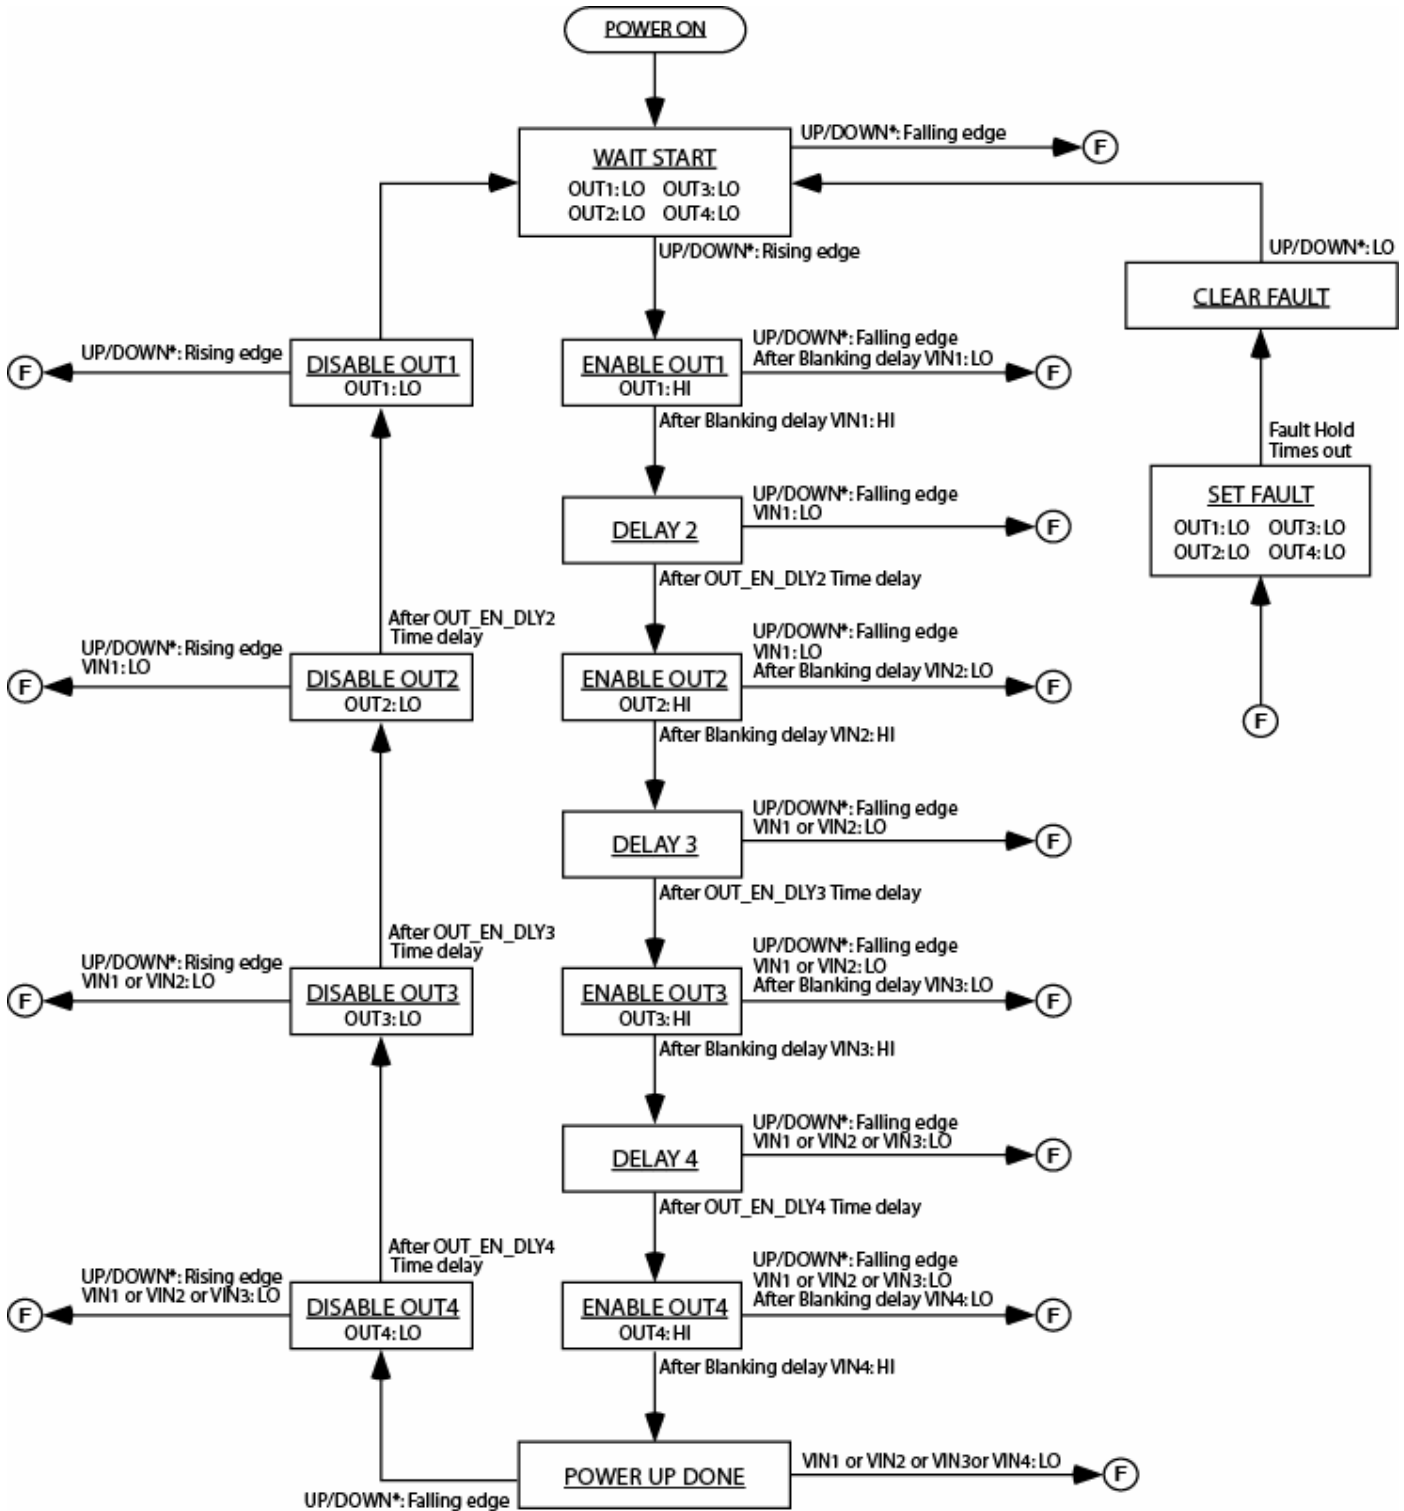 POWER ON
UP/DOWN*: Falling edge
F
WAIT START
OUT1: LO OUT3: LO
OUT2: LO OUT4: LO
UP/DOWN*: Rising edge
UP/DOWN*: LO
CLEAR FAULT
UP/DOWN*: Rising edge
F
DISABLE OUT1
OUT1: LO
ENABLE OUT1
OUT1: HI
UP/DOWN*: Falling edge
After Blanking delay VIN1: LO
F
After Blanking delay VIN1: HI
Fault Hold
Times out
SET FAULT
OUT1: LO OUT3: LO
OUT2: LO OUT4: LO
DELAY 2
UP/DOWN*: Falling edge
VIN1: LO
F
After OUT_EN_DLY2 Time delay
After OUT_EN_DLY2
Time delay
UP/DOWN*: Rising edge
VIN1: LO
F
DISABLE OUT2
OUT2: LO
ENABLE OUT2
OUT2: HI
UP/DOWN*: Falling edge
VIN1: LO
After Blanking delay VIN2: LO
F
F
After Blanking delay VIN2: HI
DELAY 3
UP/DOWN*: Falling edge
VIN1 or VIN2: LO
F
After OUT_EN_DLY3 Time delay
After OUT_EN_DLY3
Time delay
UP/DOWN*: Rising edge
VIN1 or VIN2: LO
F
DISABLE OUT3
OUT3: LO
ENABLE OUT3
OUT3: HI
UP/DOWN*: Falling edge
VIN1 or VIN2: LO
After Blanking delay VIN3: LO
F
After Blanking delay VIN3: HI
DELAY 4
UP/DOWN*: Falling edge
VIN1 or VIN2 or VIN3: LO
F
After OUT_EN_DLY4 Time delay
After OUT_EN_DLY4
Time delay
UP/DOWN*: Rising edge
VIN1 or VIN2 or VIN3: LO
F
DISABLE OUT4
OUT4: LO
ENABLE OUT4
OUT4: HI
UP/DOWN*: Falling edge
VIN1 or VIN2 or VIN3: LO
After Blanking delay VIN4: LO
F
After Blanking delay VIN4: HI
POWER UP DONE
VIN1 or VIN2 or VIN3or VIN4: LO
F
UP/DOWN*: Falling edge